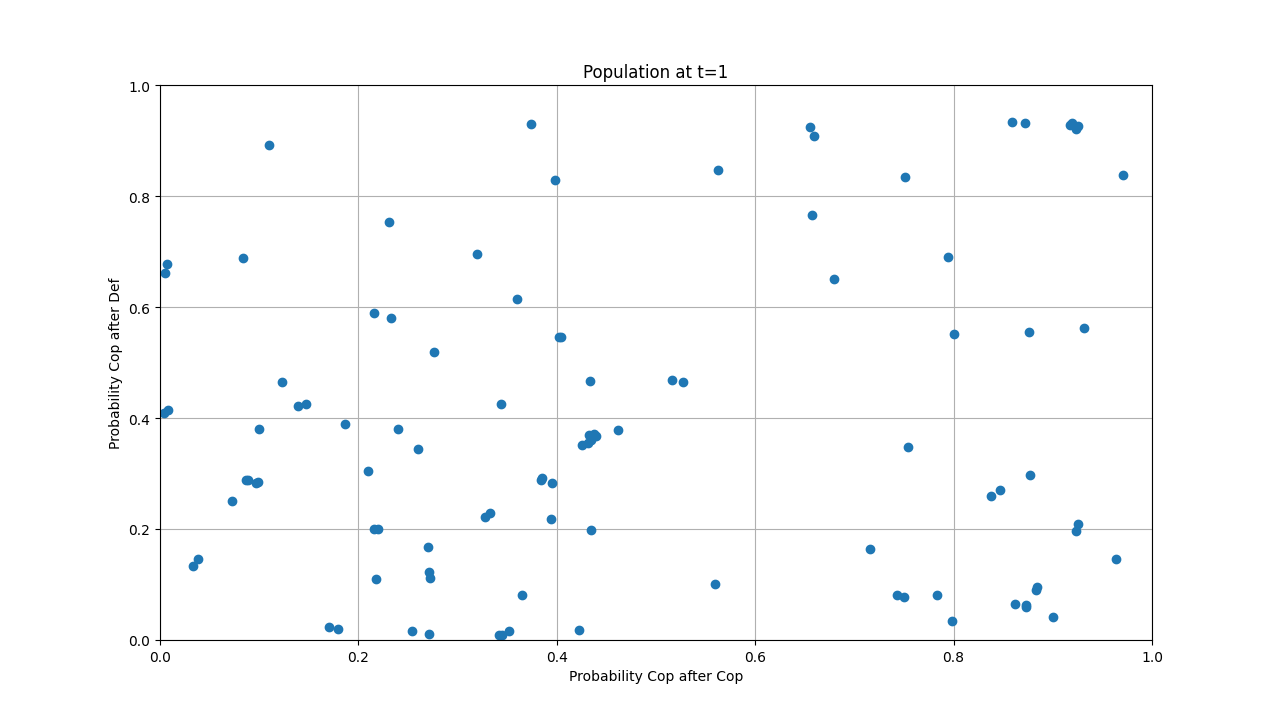 Population at t=1
1.0
0.8
0.6
0.4
0.2
0.0
Probability Cop after Def
0.0 0.2 0.4 0.6 0.8 1.0
Probability Cop after Cop